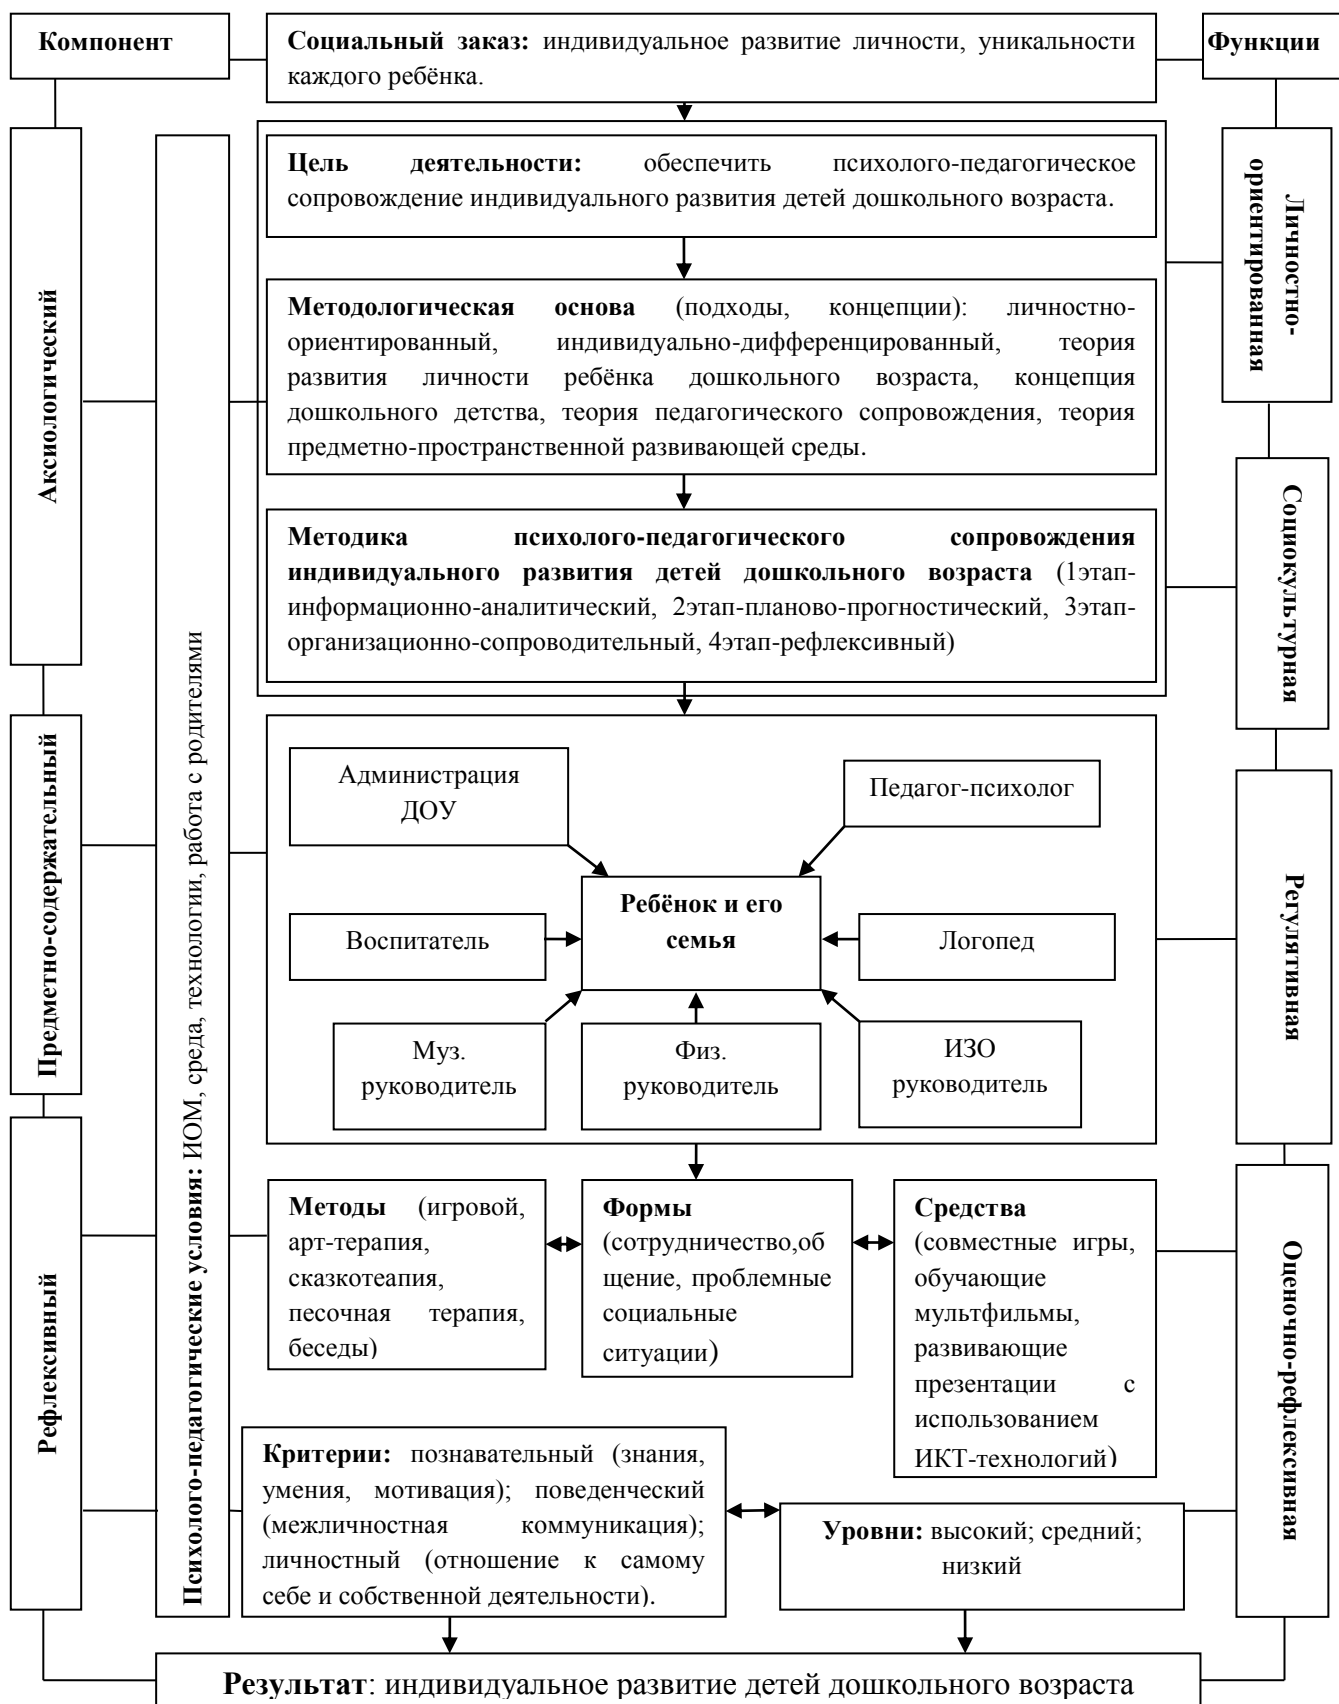 Компонент
Социальный заказ: индивидуальное развитие личности, уникальности
каждого ребёнка.
Функции
Цель деятельности: обеспечить психолого-педагогическое
сопровождение индивидуального развития детей дошкольного возраста.
Методологическая основа (подходы, концепции): личностно-
ориентированный, индивидуально-дифференцированный, теория
развития личности ребёнка дошкольного возраста, концепция
дошкольного детства, теория педагогического сопровождения, теория
предметно-пространственной развивающей среды.
Методика психолого-педагогического сопровождения
индивидуального развития детей дошкольного возраста (1этап-
информационно-аналитический, 2этап-планово-прогностический, 3этап-
организационно-сопроводительный, 4этап-рефлексивный)
Аксиологический
Предметно-содержательный
Рефлексивный
Психолого-педагогические условия: ИОМ, среда, технологии, работа с родителями
Личностно-
ориентированная
Социокультурная
Регулятивная
Оценочно-рефлексивная
Администрация
ДОУ
Педагог-психолог
Ребёнок и его
семья
Воспитатель
Логопед
Муз.
руководитель
Физ.
руководитель
ИЗО
руководитель
Методы (игровой,
арт-терапия,
сказкотеапия,
песочная терапия,
беседы)
Формы
(сотрудничество,об
щение, проблемные
социальные
ситуации)
Средства
(совместные игры,
обучающие
мультфильмы,
развивающие
презентации с
использованием
ИКТ-технологий)
Критерии: познавательный (знания,
умения, мотивация); поведенческий
(межличностная коммуникация);
личностный (отношение к самому
себе и собственной деятельности).
Уровни: высокий; средний;
низкий
Результат: индивидуальное развитие детей дошкольного возраста